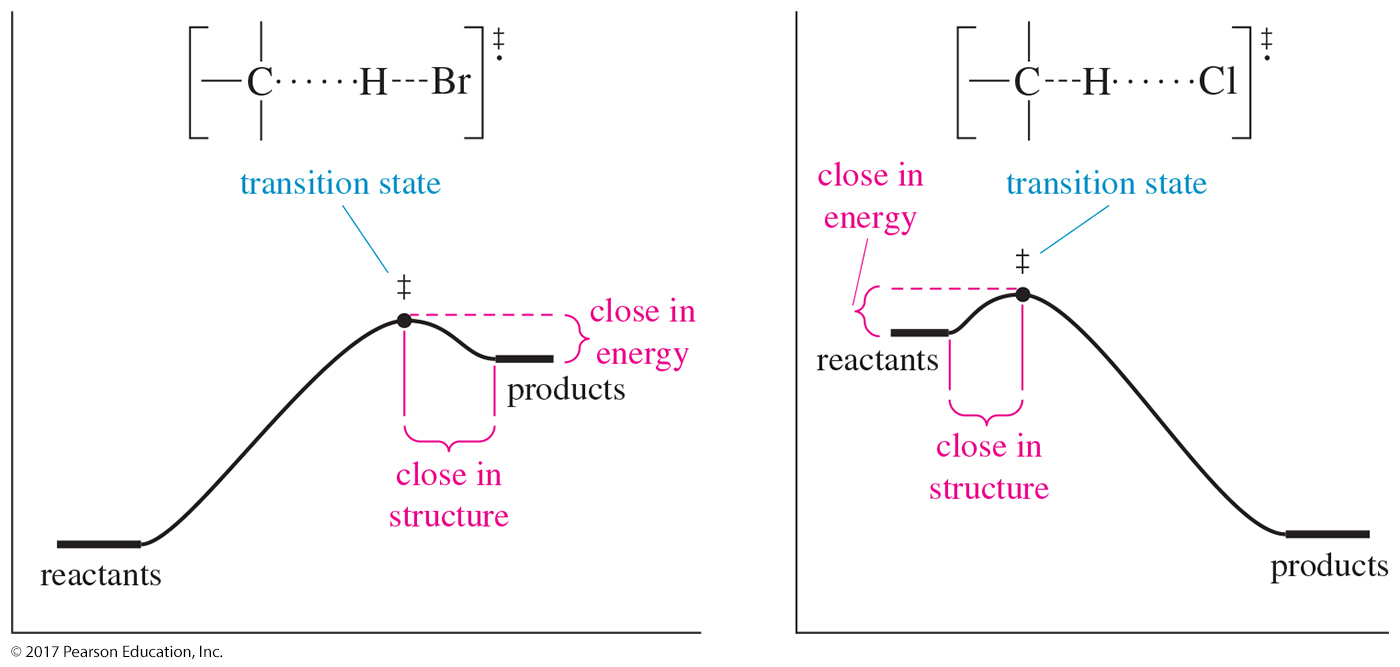 ‡
C······H---Br
transition state
‡
close in
energy
products
close in
structure
reactants
‡
C---H······Cl
close in
energy
transition state
‡
reactants
close in
structure
products
© 2017 Pearson Education, Inc.